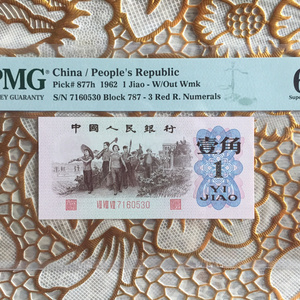 PMG
China / People's Republic
Pick# 877h 1962 1 Jiao - W/Out Wmk
S/N 7160530 Block 787 - 3 Red R. Numerals
中國人民银行
壹角
1
YI
JIAO
7160530